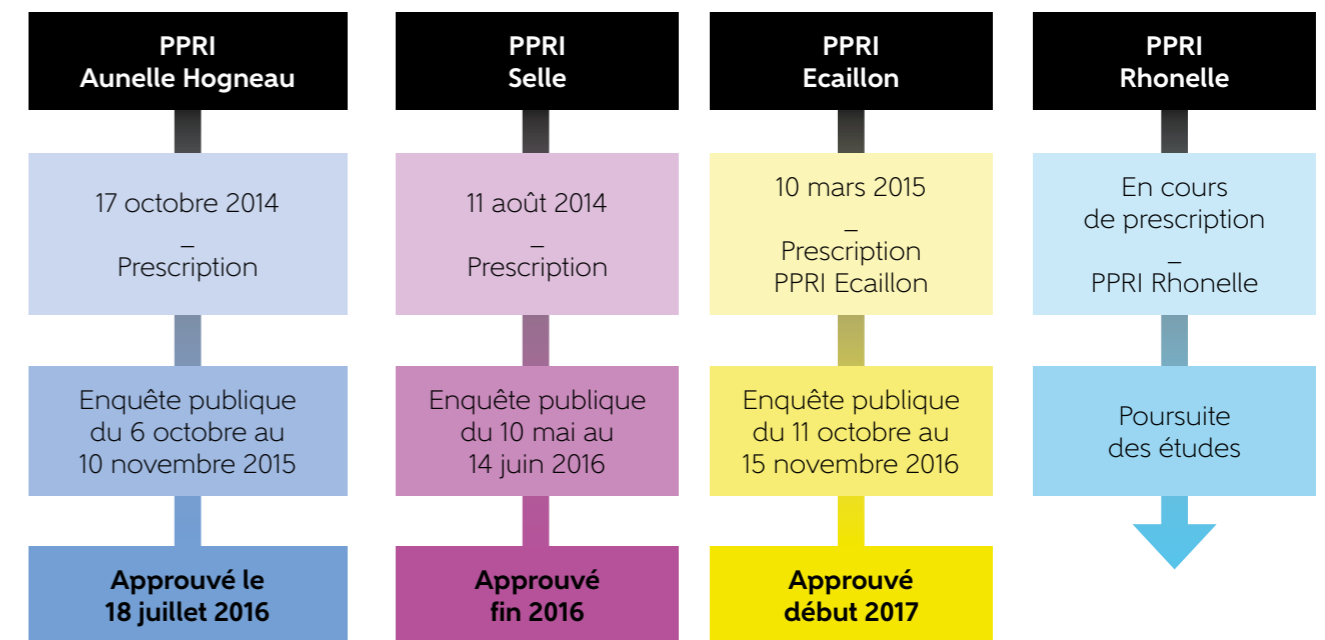 PPRI
Aunelle Hogneau
17 octobre 2014
_
Prescription
Enquête publique
du 6 octobre au
10 novembre 2015
Approuvé le
18 juillet 2016
PPRI
Selle
11 août 2014
_
Prescription
Enquête publique
du 10 mai au
14 juin 2016
Approuvé
fin 2016
PPRI
Ecaillon
10 mars 2015
_
Prescription
PPRI Ecaillon
Enquête publique
du 11 octobre au
15 novembre 2016
Approuvé
début 2017
PPRI
Rhonelle
En cours
de prescription
_
PPRI Rhonelle
Poursuite
des études